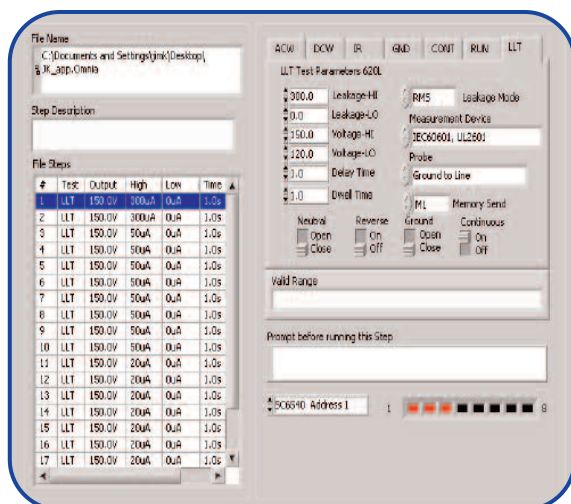 File Name
C:\Documents and Settings\jimk\Desktop\
JK_app.Omnia
Step Description
File Steps
# Test Output High Low Time
1 LLT 150.0V 300uA 0uA 1.0s
2 LLT 150.0V 300uA 0uA 1.0s
3 LLT 150.0V 50uA 0uA 1.0s
4 LLT 150.0V 50uA 0uA 1.0s
5 LLT 150.0V 50uA 0uA 1.0s
6 LLT 150.0V 50uA 0uA 1.0s
7 LLT 150.0V 50uA 0uA 1.0s
8 LLT 150.0V 50uA 0uA 1.0s
9 LLT 150.0V 50uA 0uA 1.0s
10 LLT 150.0V 50uA 0uA 1.0s
11 LLT 150.0V 20uA 0uA 1.0s
12 LLT 150.0V 20uA 0uA 1.0s
13 LLT 150.0V 20uA 0uA 1.0s
14 LLT 150.0V 20uA 0uA 1.0s
15 LLT 150.0V 20uA 0uA 1.0s
16 LLT 150.0V 20uA 0uA 1.0s
17 LLT 150.0V 20uA 0uA 1.0s
ACW DCW IR GND CONT RUN LLT
LLT Test Parameters 620L
300.0 Leakage-HI
0.0 Leakage-LO
150.0 Voltage-HI
120.0 Voltage-LO
1.0 Delay Time
1.0 Dwell Time
RMS Leakage Mode
Measurement Device
IEC60601, UL2601
Probe
Ground to Line
M1 Memory Send
Neutral Reverse Ground Continuous
Open On Open On
Close Off Close Off
Valid Range
Prompt before running this Step
SC6540 Address 1
1 8